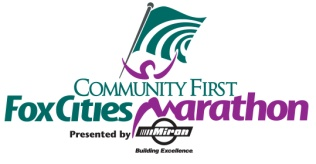 COMMUNITY FIRST
FoxCities Marathon
Presented by Miron
Building Excellence